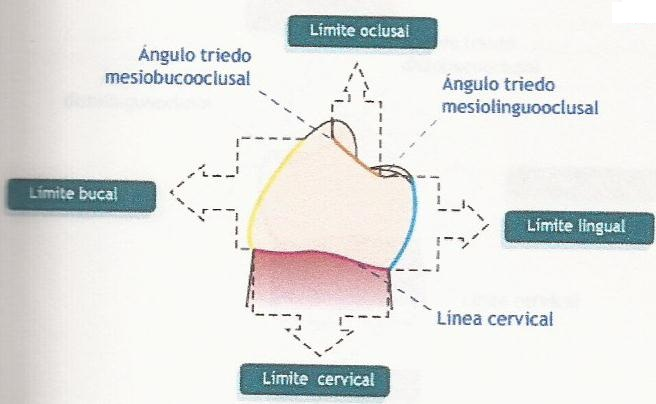 Límite oclusal
Ángulo triedo
mesiobucooclusal
Ángulo triedo
mesiolinguooclusal
Límite bucal
Límite lingual
Línea cervical
Límite cervical